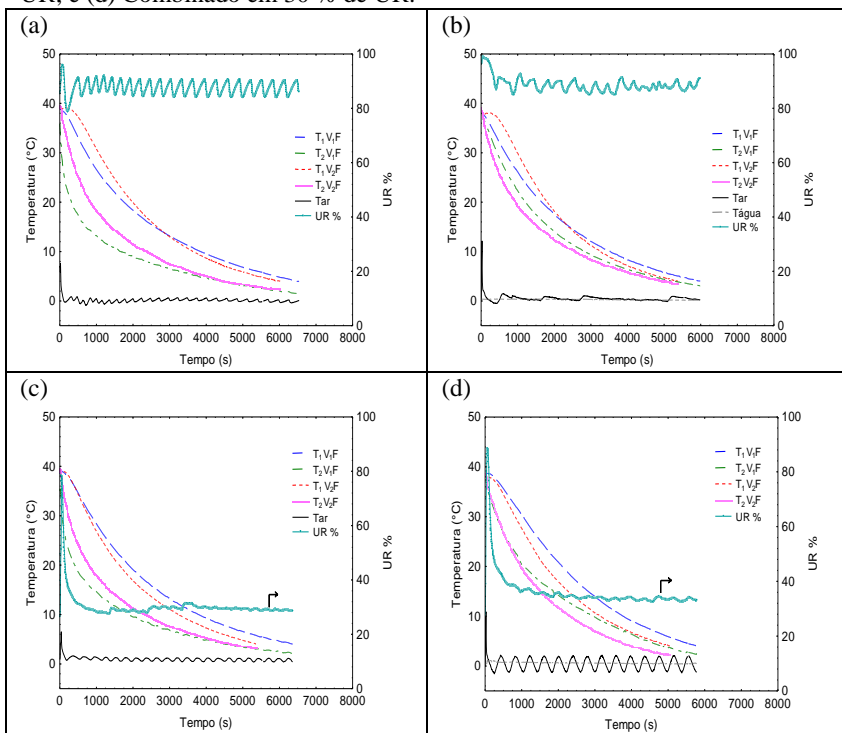 UR; e (d) Combinado em 30 % de UR.
(a)
50
40
30
20
10
0
Temperatura (°C)
100
80
60
40
20
0
UR %
T1V1F
T2V1F
T1V2F
T2V2F
Tar
UR %
0 1000 2000 3000 4000 5000 6000 7000 8000
Tempo (s)
(b)
50
40
30
20
10
0
Temperatura (°C)
100
80
60
40
20
0
UR %
T1V1F
T2V1F
T1V2F
T2V2F
Tar
Tágua
UR %
0 1000 2000 3000 4000 5000 6000 7000 8000
Tempo (s)
(c)
50
40
30
20
10
0
Temperatura (°C)
100
80
60
40
20
0
UR %
T1V1F
T2V1F
T1V2F
T2V2F
Tar
UR %
0 1000 2000 3000 4000 5000 6000 7000 8000
Tempo (s)
(d)
50
40
30
20
10
0
Temperatura (°C)
100
80
60
40
20
0
UR %
T1V1F
T2V1F
T1V2F
T2V2F
UR %
0 1000 2000 3000 4000 5000 6000 7000 8000
Tempo (s)